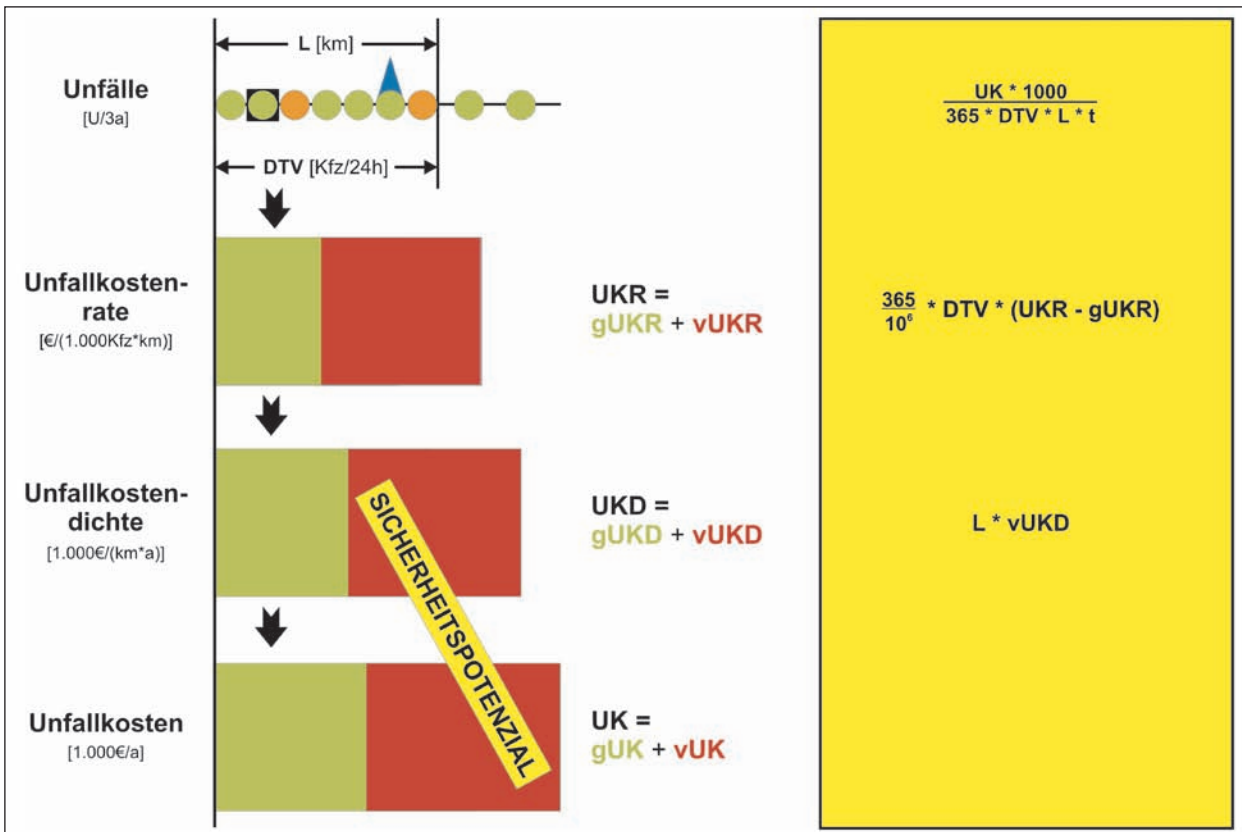 L [km]
Unfälle
[U/3a]
UK * 1000
365 * DTV * L * t
DTV [Kfz/24h]
Unfallkosten-
rate
[€/(1.000Kfz*km)]
UKR =
gUKR + vUKR
365
10⁶
* DTV * (UKR - gUKR)
Unfallkosten-
dichte
[1.000€/(km*a)]
UKD =
gUKD + vUKD
L * vUKD
SICHERHEITSPOTENZIAL
Unfallkosten
[1.000€/a]
UK =
gUK + vUK